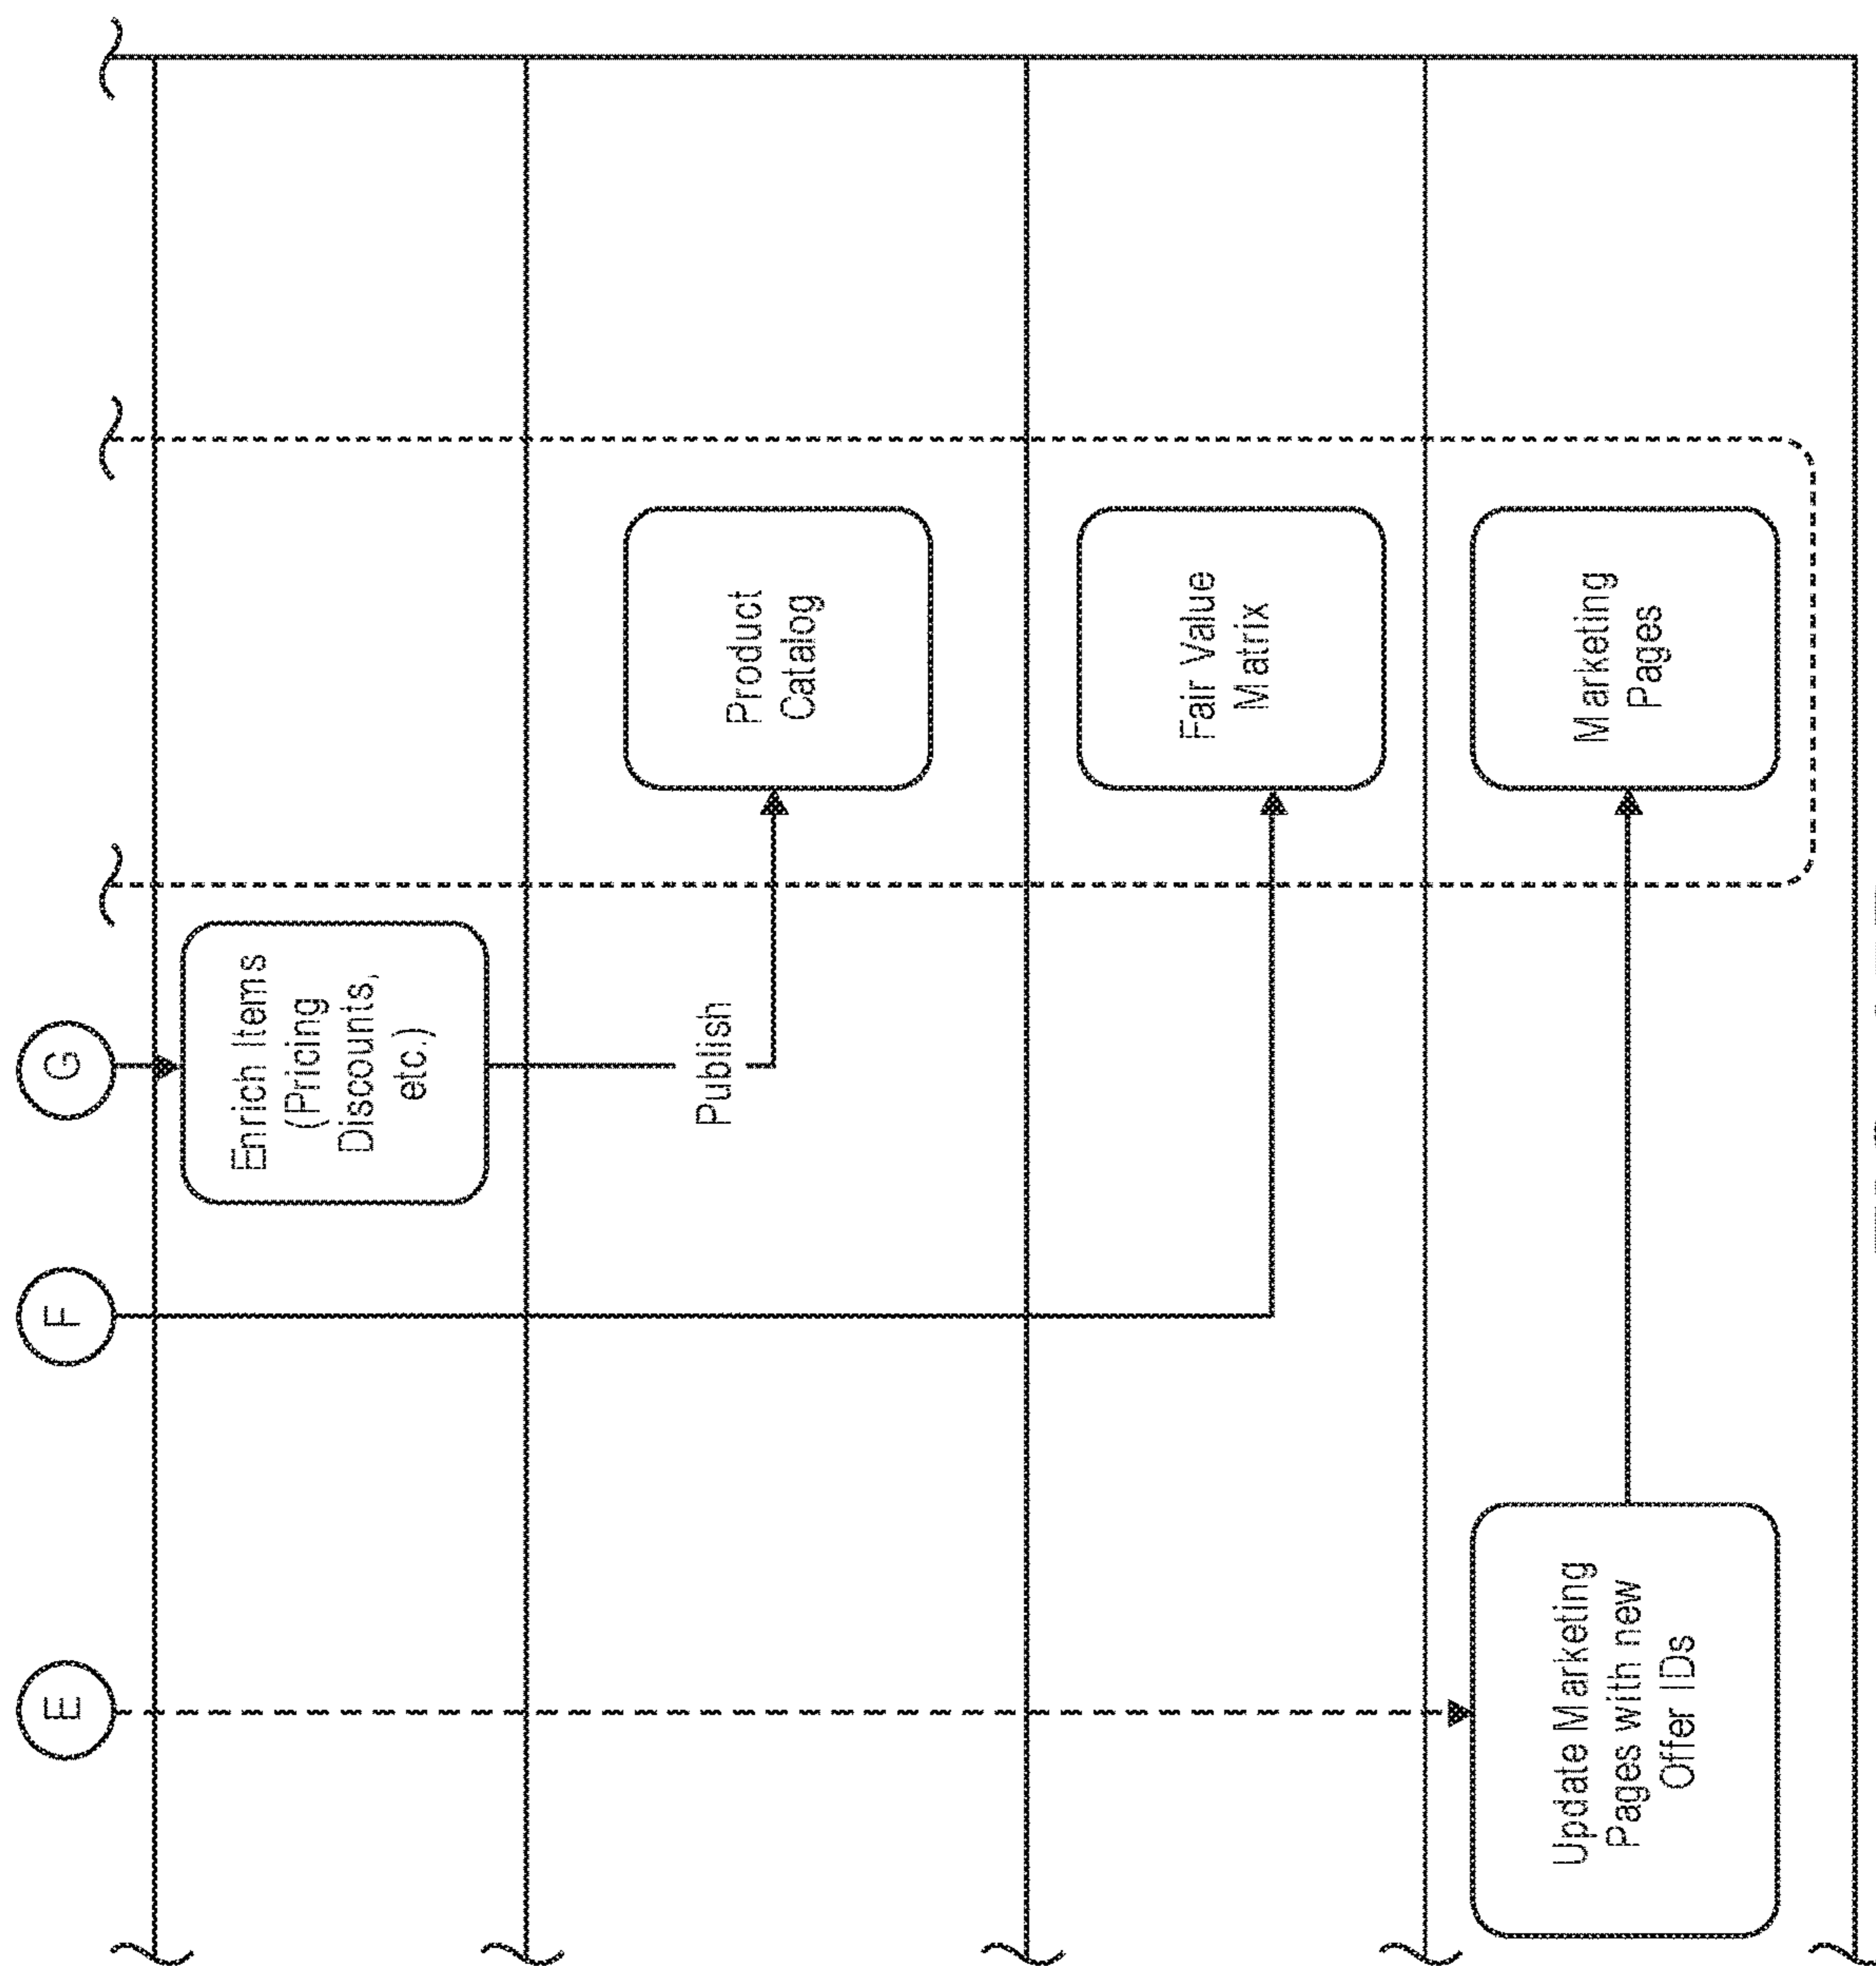 E
F
G
Enrich Items
(Pricing
Discounts,
etc.)
Publish
Product
Catalog
Fair Value
Matrix
Update Marketing
Pages with new
Offer IDs
Marketing
Pages